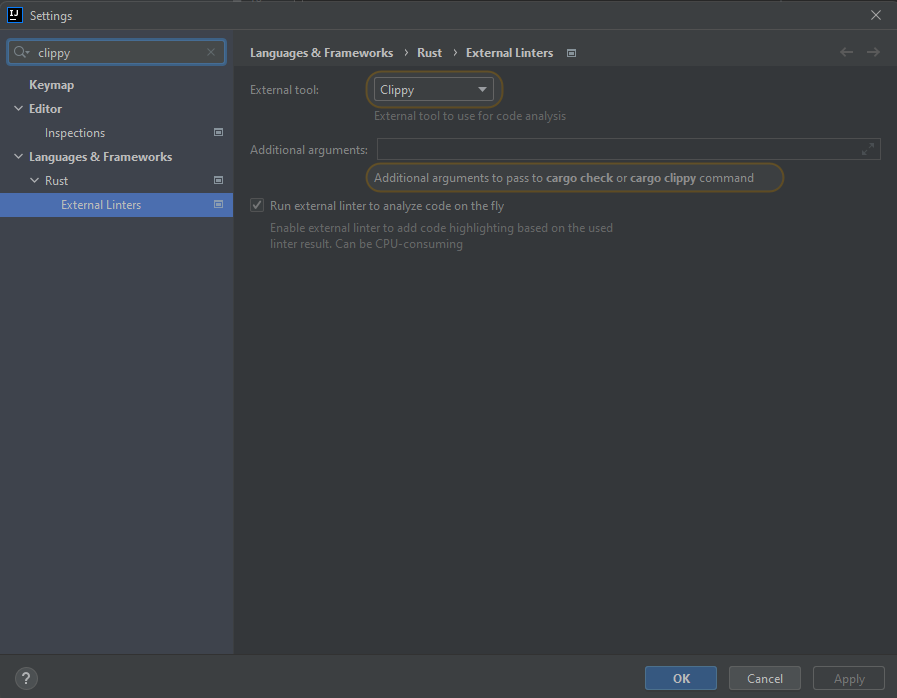 IJ Settings
clippy
Keymap
Editor
Inspections
Languages & Frameworks
Rust
External Linters
Languages & Frameworks › Rust › External Linters
External tool: Clippy
External tool to use for code analysis
Additional arguments:
Additional arguments to pass to cargo check or cargo clippy command
Run external linter to analyze code on the fly
Enable external linter to add code highlighting based on the used
linter result. Can be CPU-consuming
? OK Cancel Apply